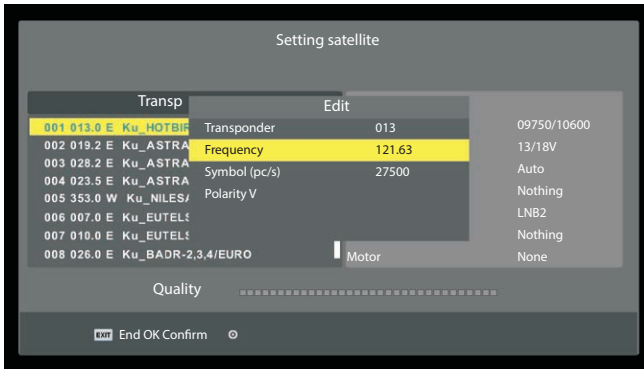 Setting satellite
Transp
Edit
001 013.0 E Ku_HOTBIR
002 019.2 E Ku_ASTRA
003 028.2 E Ku_ASTRA
004 023.5 E Ku_ASTRA
005 353.0 W Ku_NILESA
006 007.0 E Ku_EUTELS
007 010.0 E Ku_EUTELS
008 026.0 E Ku_BADR-2,3,4/EURO
Transponder 013
Frequency 121.63
Symbol (pc/s) 27500
Polarity V
09750/10600
13/18V
Auto
Nothing
LNB2
Nothing
Motor None
Quality
EXIT End OK Confirm